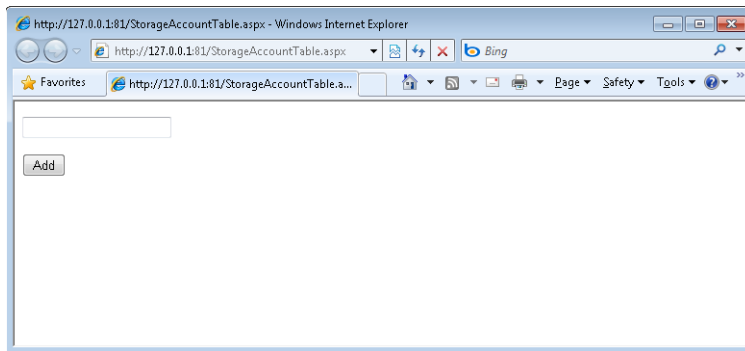 http://127.0.0.1:81/StorageAccountTable.aspx - Windows Internet Explorer
http://127.0.0.1:81/StorageAccountTable.aspx Bing
Favorites http://127.0.0.1:81/StorageAccountTable.a... Page Safety Tools »
Add